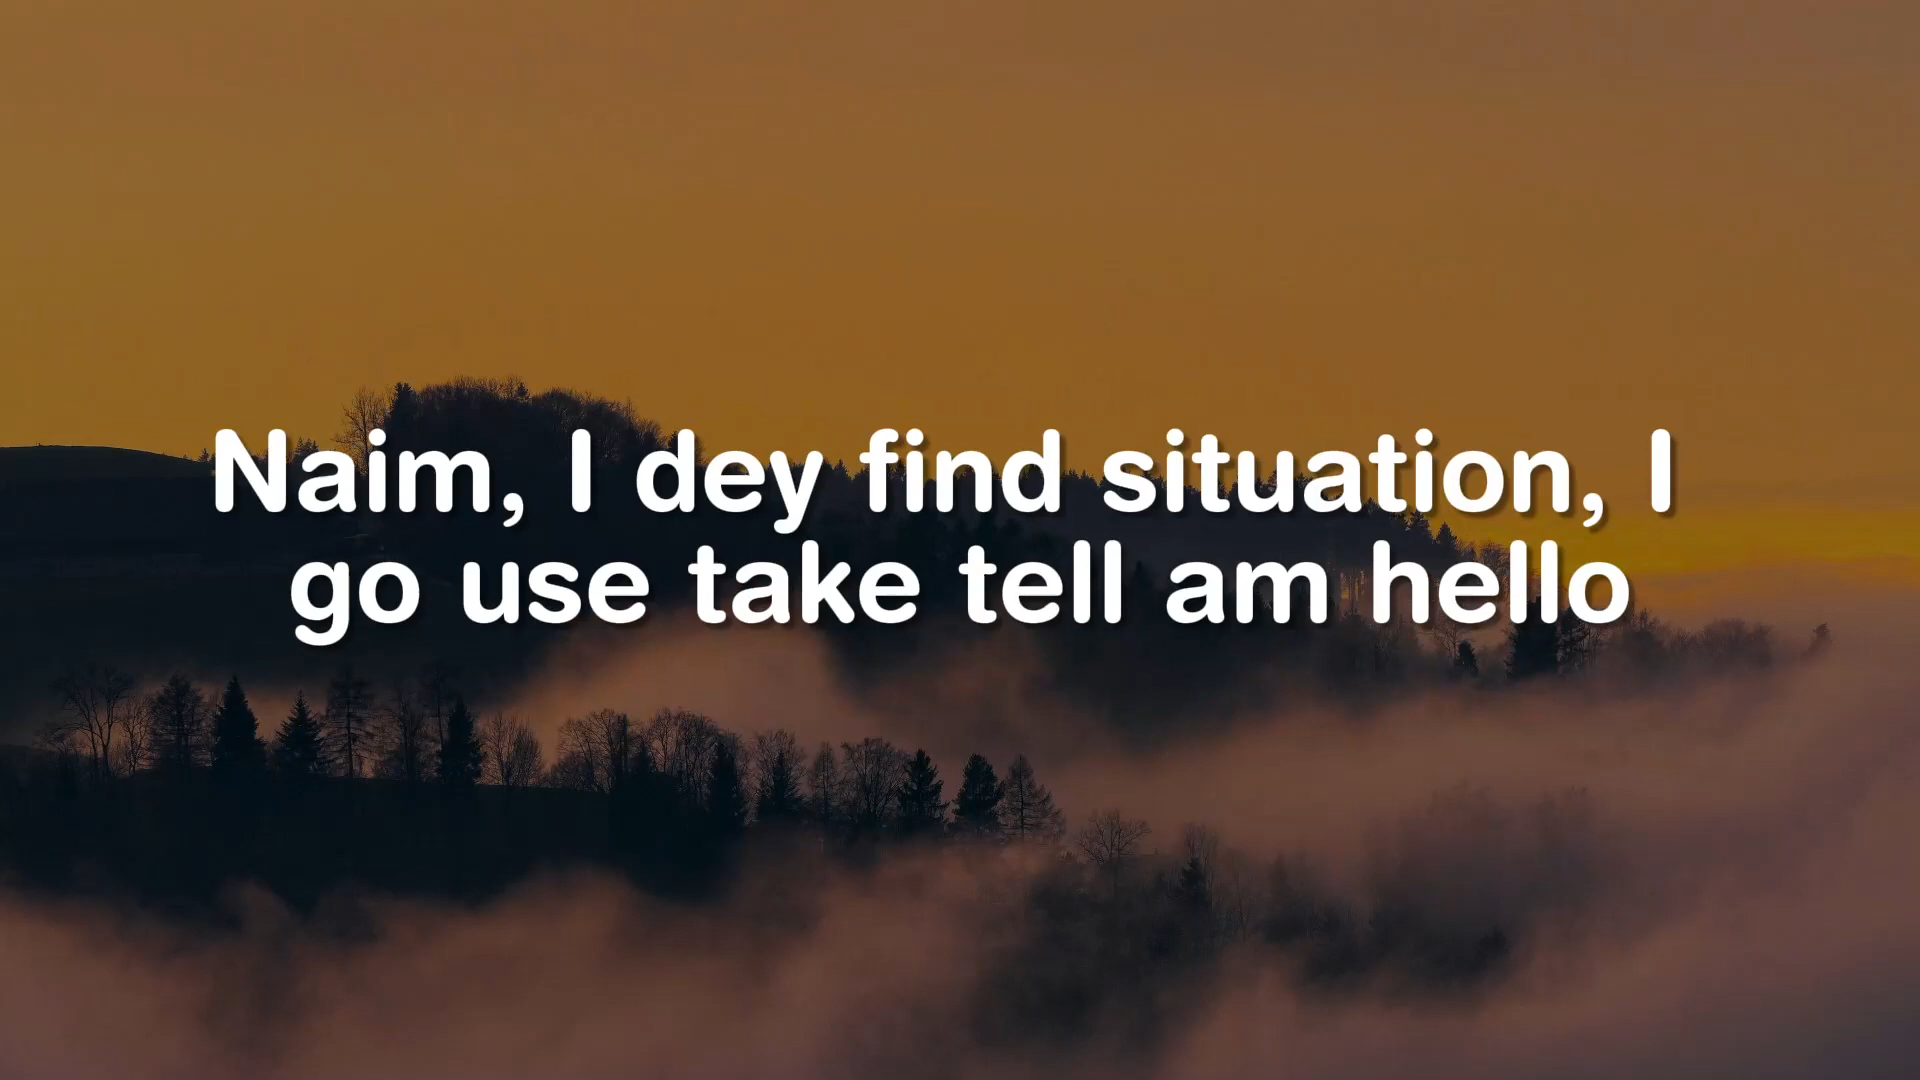 Naim, I dey find situation, I
go use take tell am hello